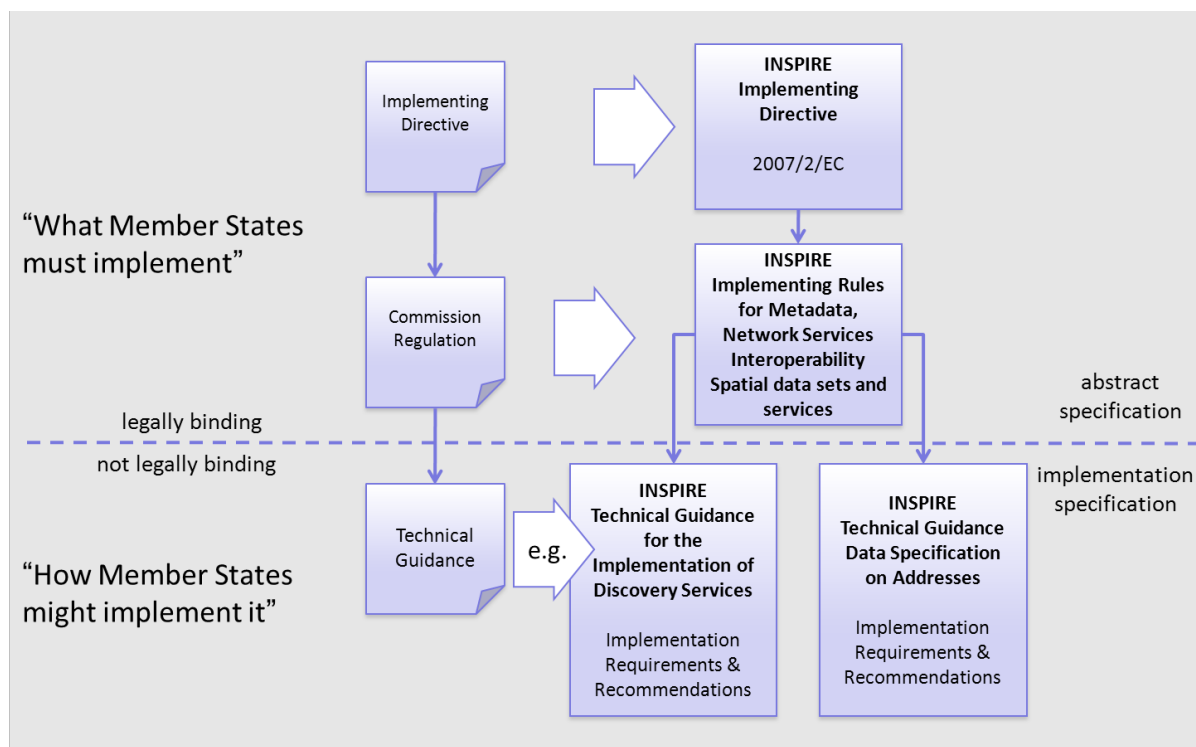 Implementing
Directive
INSPIRE
Implementing
Directive
2007/2/EC
“What Member States
must implement”
Commission
Regulation
INSPIRE
Implementing Rules
for Metadata,
Network Services
Interoperability
Spatial data sets and
services
abstract
specification
legally binding
not legally binding
implementation
specification
Technical
Guidance
e.g.
INSPIRE
Technical Guidance
for the
Implementation of
Discovery Services
Implementation
Requirements &
Recommendations
INSPIRE
Technical Guidance
Data Specification
on Addresses
Implementation
Requirements &
Recommendations
“How Member States
might implement it”